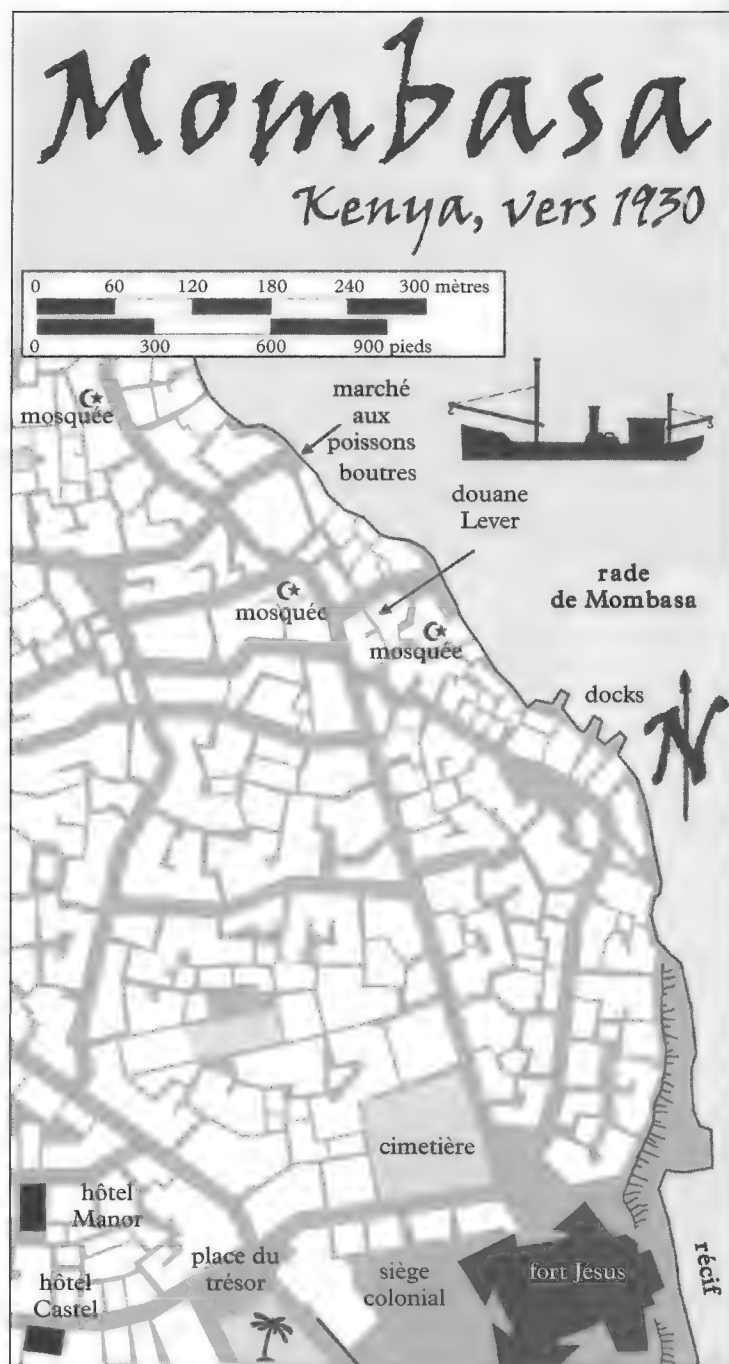 Mombasa
Kenya, vers 1930
0 60 120 180 240 300 mètres
0 300 600 900 pieds
mosquée
marché
aux
poissons
boutres
douane
Lever
rade
de Mombasa
mosquée
mosquée
docks
N
cimetière
hôtel
Manor
place du
trésor
siège
colonial
fort Jésus
récif
hôtel
Castel